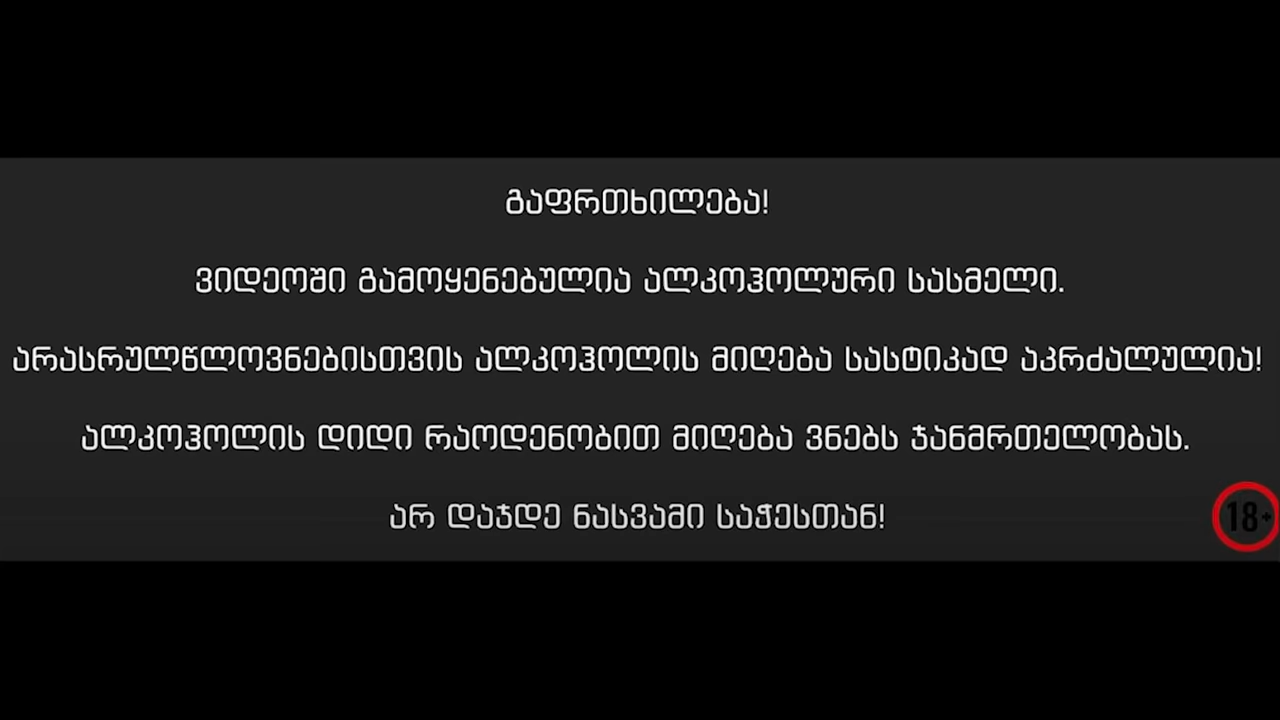 გაფრთხილება!
ვიდეოში გამოყენებულია ალკოჰოლური სასმელი.
არასრულწლოვნებისთვის ალკოჰოლის მიღება სასტიკად აკრძალულია!
ალკოჰოლის დიდი რაოდენობით მიღება ვნებს ჯანმრთელობას.
არ დაჯდე ნასვამი საჭესთან!
18+